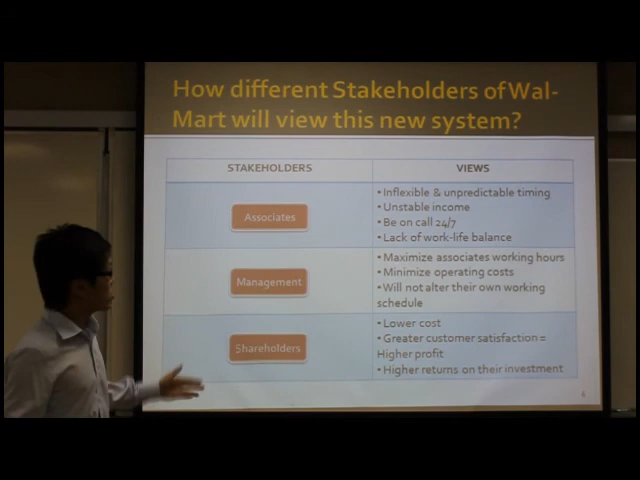 How different Stakeholders of Wal-
Mart will view this new system?
STAKEHOLDERS
VIEWS
Associates
• Inflexible & unpredictable timing
• Unstable income
• Be on call 24/7
• Lack of work-life balance
Management
• Maximize associates working hours
• Minimize operating costs
• Will not alter their own working
schedule
Shareholders
• Lower cost
• Greater customer satisfaction =
Higher profit
• Higher returns on their investment
6